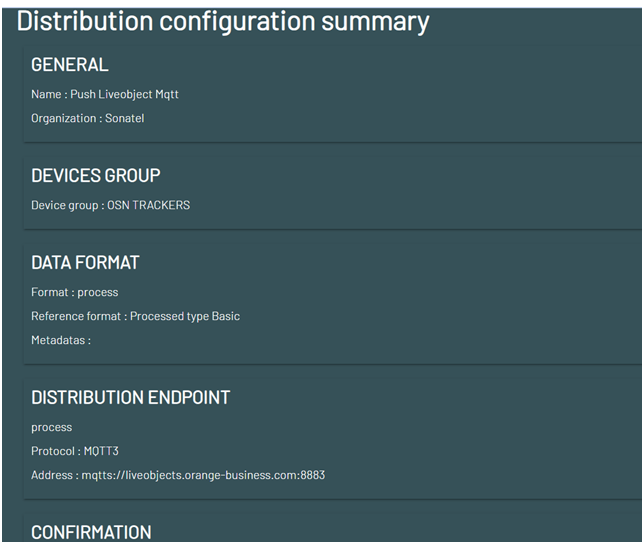 Distribution configuration summary
GENERAL
Name : Push Liveobject Mqtt
Organization : Sonatel
DEVICES GROUP
Device group : OSN TRACKERS
DATA FORMAT
Format : process
Reference format : Processed type Basic
Metadatas :
DISTRIBUTION ENDPOINT
process
Protocol : MQTT3
Address : mqtts://liveobjects.orange-business.com:8883
CONFIRMATION